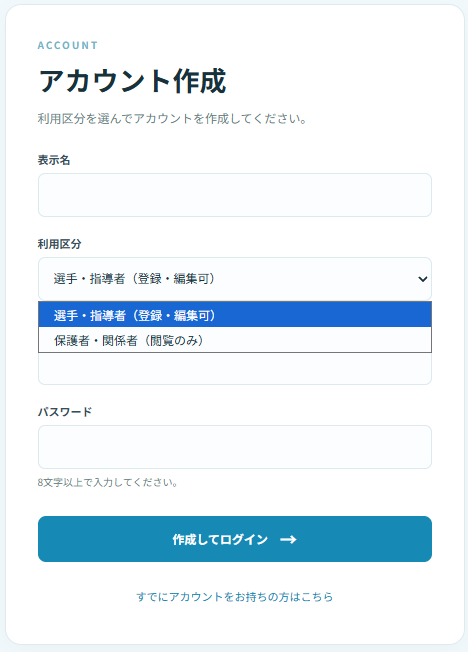 ACCOUNT
アカウント作成
利用区分を選んでアカウントを作成してください。
表示名
利用区分
選手・指導者（登録・編集可）
選手・指導者（登録・編集可）
保護者・関係者（閲覧のみ）
パスワード
8文字以上で入力してください。
作成してログイン →
すでにアカウントをお持ちの方はこちら